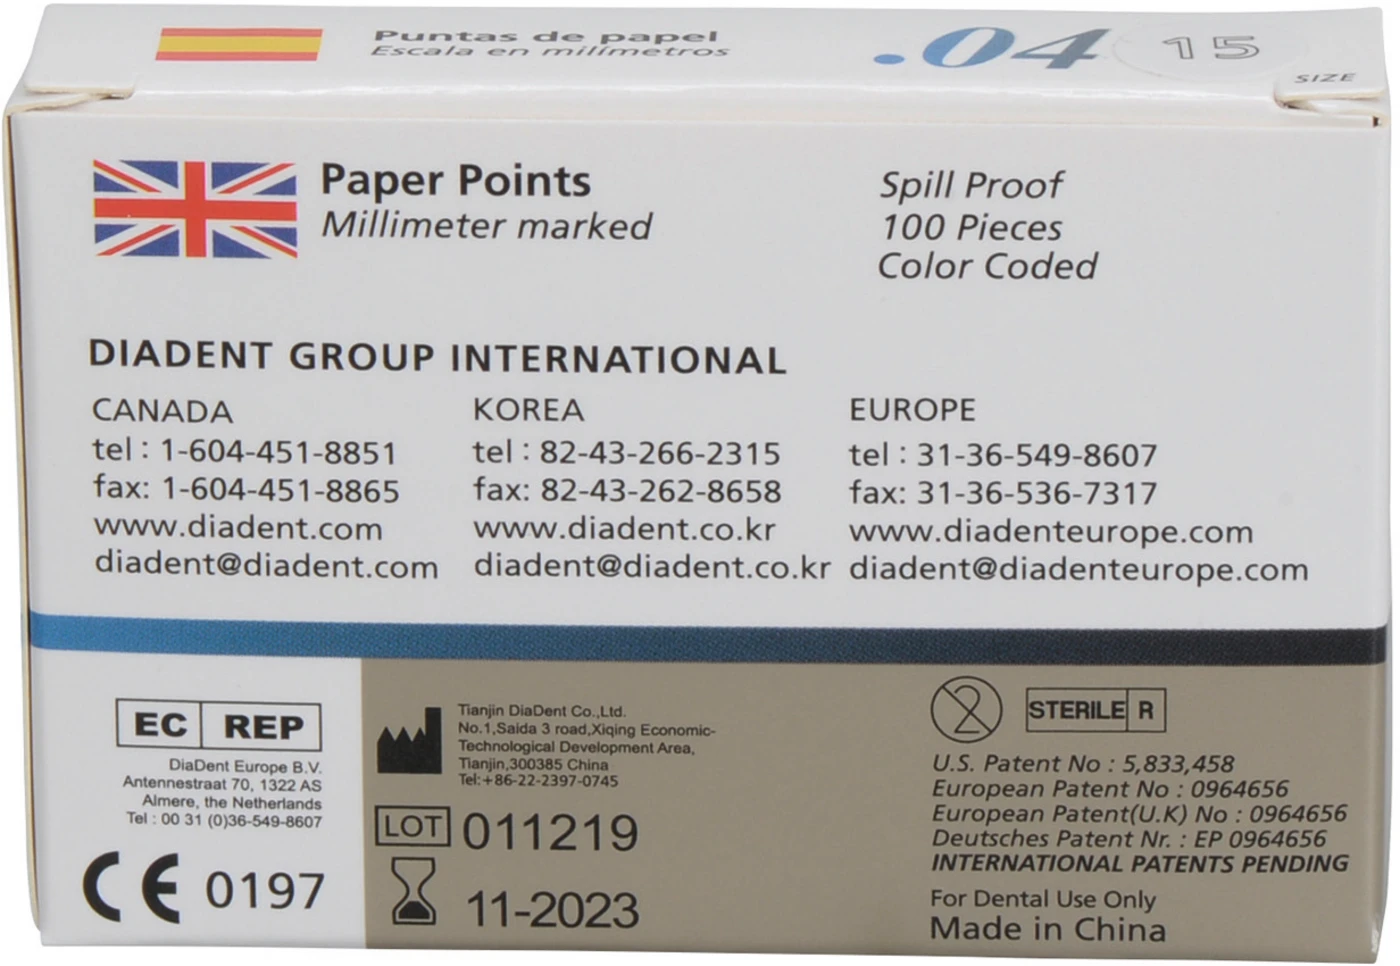 Puntas de papel
Escala en milímetros
.04 15
SIZE
Paper Points
Millimeter marked
Spill Proof
100 Pieces
Color Coded
DIADENT GROUP INTERNATIONAL
CANADA
tel : 1-604-451-8851
fax: 1-604-451-8865
www.diadent.com
diadent@diadent.com
KOREA
tel : 82-43-266-2315
fax: 82-43-262-8658
www.diadent.co.kr
diadent@diadent.co.kr
EUROPE
tel : 31-36-549-8607
fax: 31-36-536-7317
www.diadenteurope.com
diadent@diadenteurope.com
EC REP
DiaDent Europe B.V.
Antennestraat 70, 1322 AS
Almere, the Netherlands
Tel : 00 31 (0)36-549-8607
CE 0197
Tianjin DiaDent Co.,Ltd.
No.1,Saida 3 road,Xiqing Economic-
Technological Development Area,
Tianjin,300385 China
Tel:+86-22-2397-0745
LOT 011219
11-2023
2
STERILE R
U.S. Patent No : 5,833,458
European Patent No : 0964656
European Patent(U.K) No : 0964656
Deutsches Patent Nr. : EP 0964656
INTERNATIONAL PATENTS PENDING
For Dental Use Only
Made in China